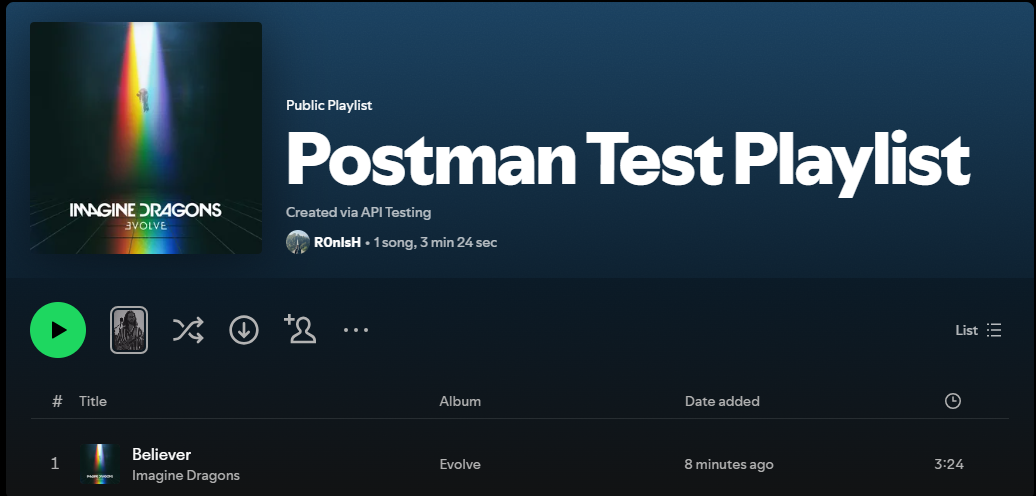 IMAGINE DRAGONS
EVOLVE
Public Playlist
Postman Test Playlist
Created via API Testing
R0nIsH • 1 song, 3 min 24 sec
List
# Title Album Date added
1 Believer Evolve 8 minutes ago 3:24
Imagine Dragons